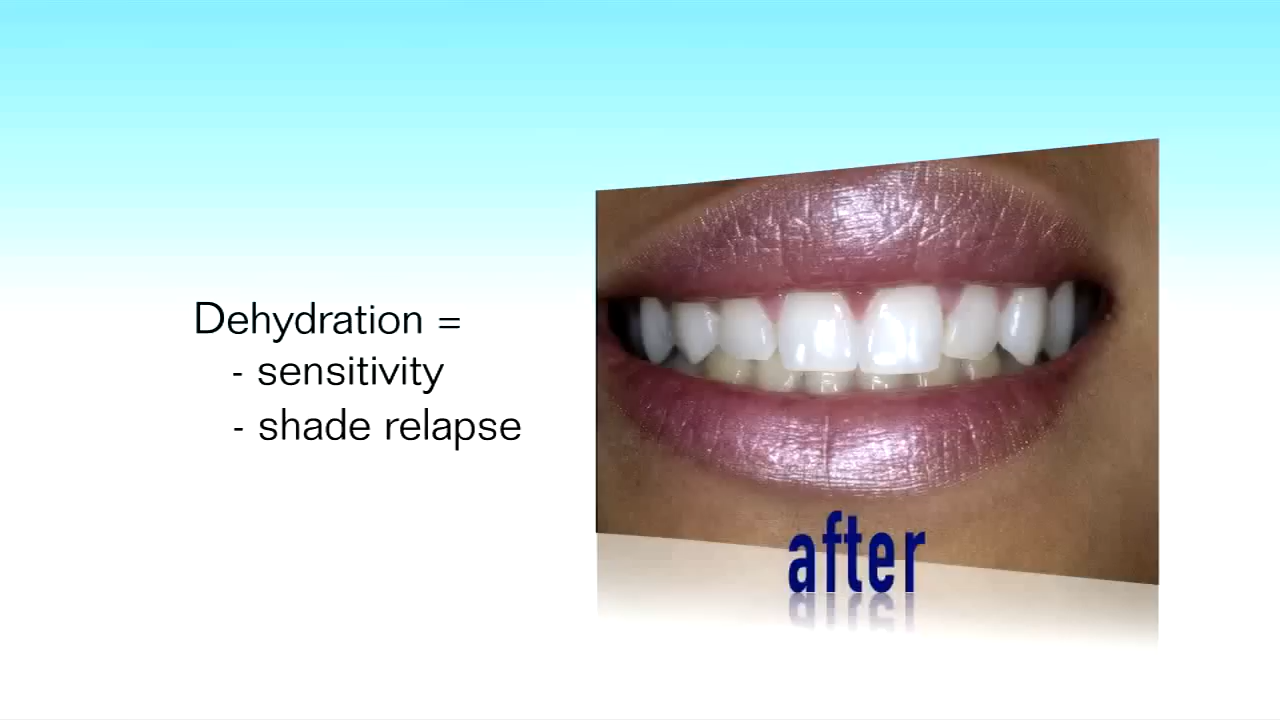 Dehydration =
- sensitivity
- shade relapse
after